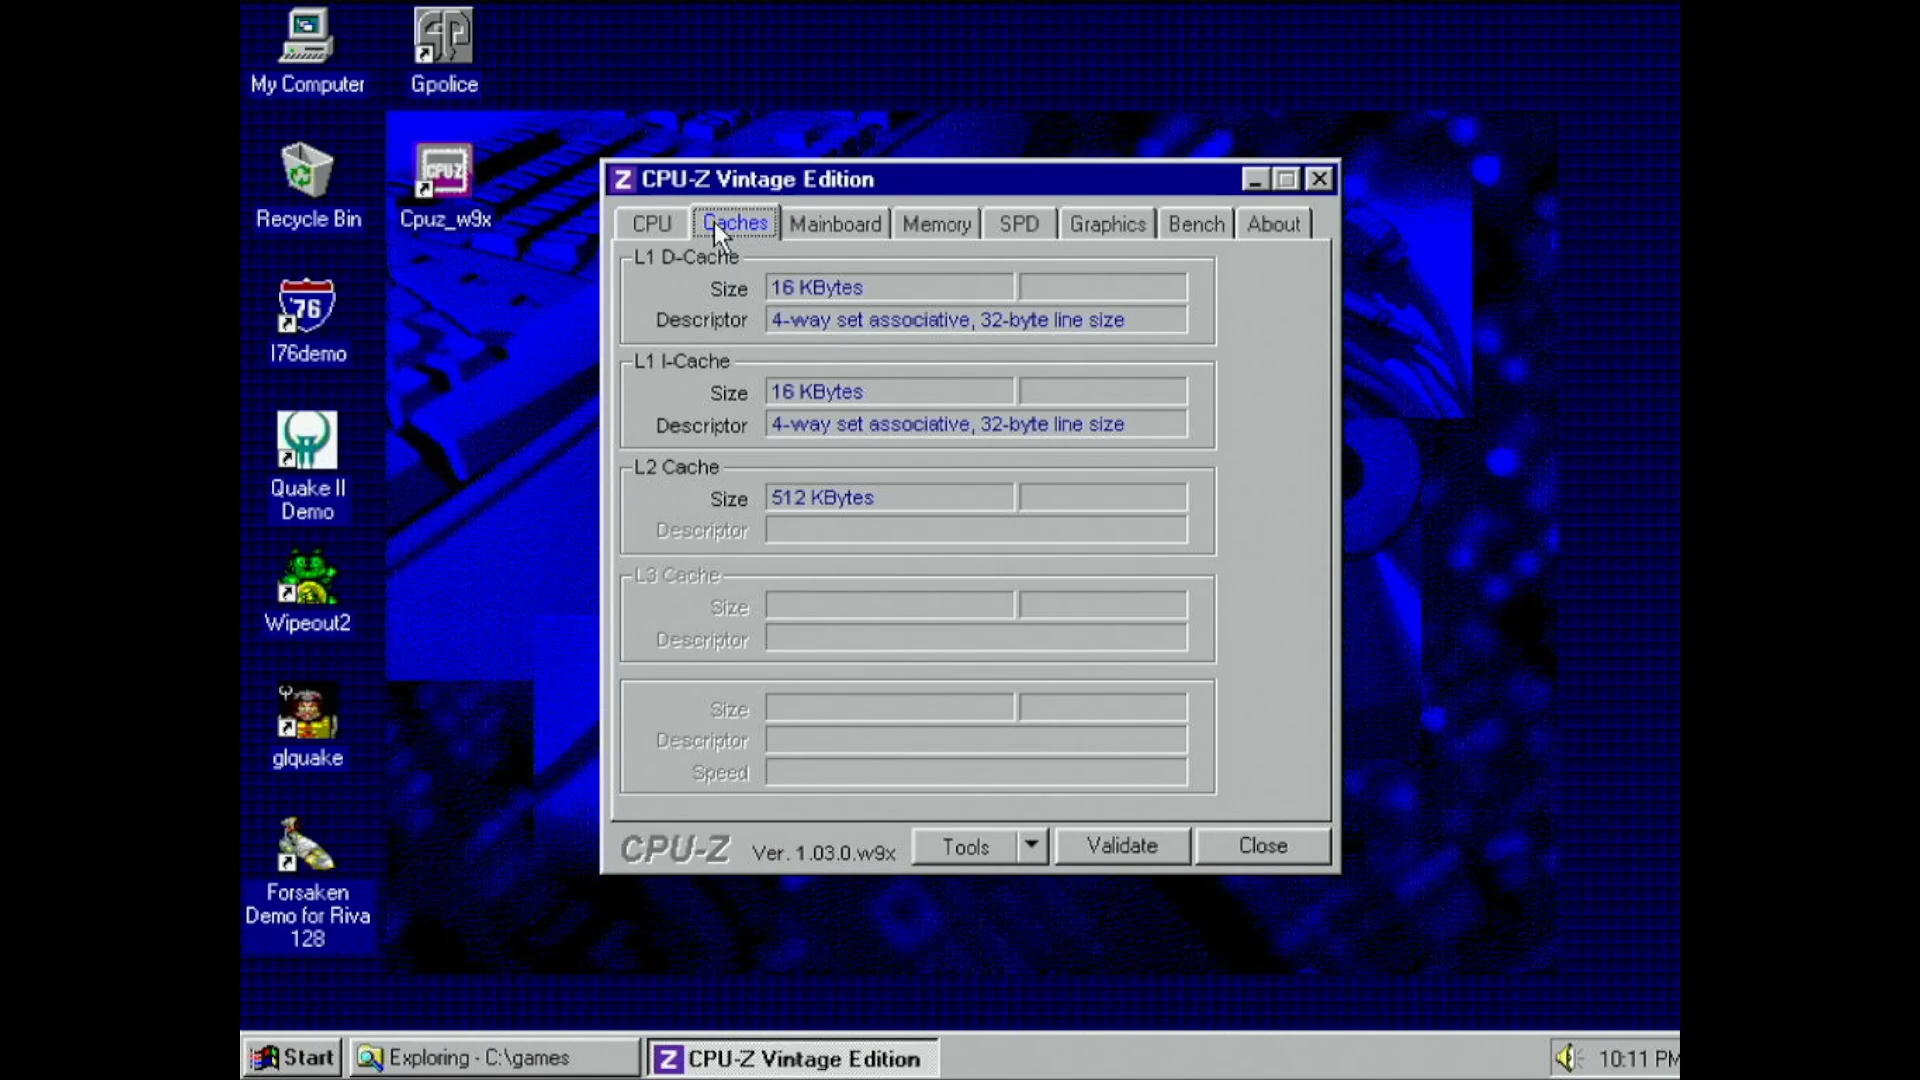 My Computer
Gpolice
Recycle Bin
CPUZ
Cpuz_w9x
'76
I76demo
Quake II
Demo
Wipeout2
glquake
Forsaken
Demo for Riva
128
Z CPU-Z Vintage Edition
CPU Caches Mainboard Memory SPD Graphics Bench About
L1 D-Cache
Size 16 KBytes
Descriptor 4-way set associative, 32-byte line size
L1 I-Cache
Size 16 KBytes
Descriptor 4-way set associative, 32-byte line size
L2 Cache
Size 512 KBytes
Descriptor
L3 Cache
Size
Descriptor
Size
Descriptor
Speed
CPU-Z Ver. 1.03.0.w9x Tools Validate Close
Start Exploring - C:\games Z CPU-Z Vintage Edition 10:11 PM